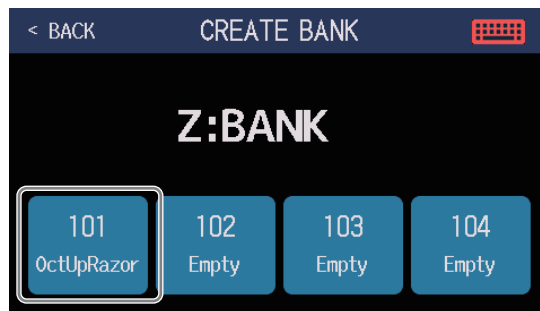 < BACK CREATE BANK
Z:BANK
101 102 103 104
OctUpRazor Empty Empty Empty